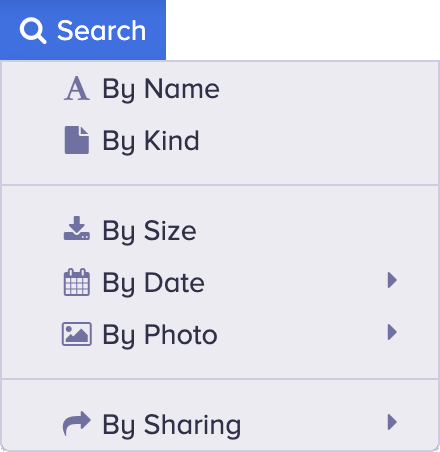 Search
By Name
By Kind
By Size
By Date
By Photo
By Sharing